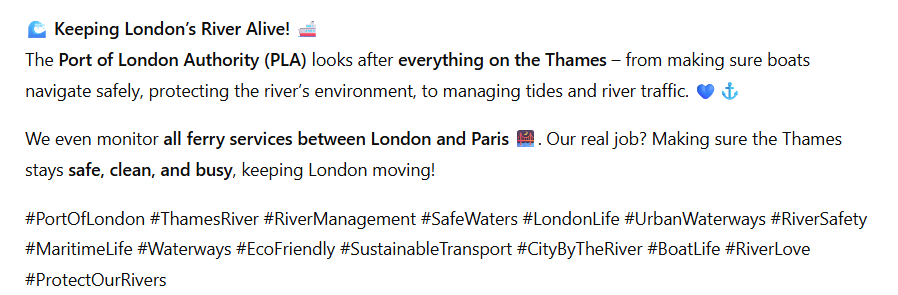 🌊 Keeping London’s River Alive! 🚢
The Port of London Authority (PLA) looks after everything on the Thames – from making sure boats
navigate safely, protecting the river’s environment, to managing tides and river traffic. 💙 ⚓
We even monitor all ferry services between London and Paris 🌉. Our real job? Making sure the Thames
stays safe, clean, and busy, keeping London moving!
#PortOfLondon #ThamesRiver #RiverManagement #SafeWaters #LondonLife #UrbanWaterways #RiverSafety
#MaritimeLife #Waterways #EcoFriendly #SustainableTransport #CityByTheRiver #BoatLife #RiverLove
#ProtectOurRivers